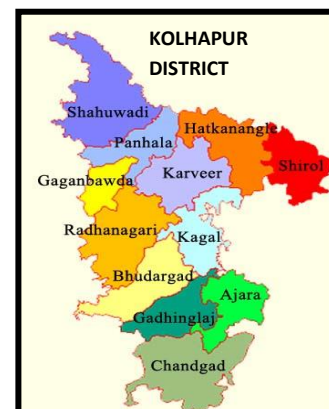 KOLHAPUR
DISTRICT
Shahuwadi
Hatkanangle
Panhala
Shirol
Karveer
Gaganbawda
Radhanagari
Kagal
Bhudargad
Ajara
Gadhinglaj
Chandgad